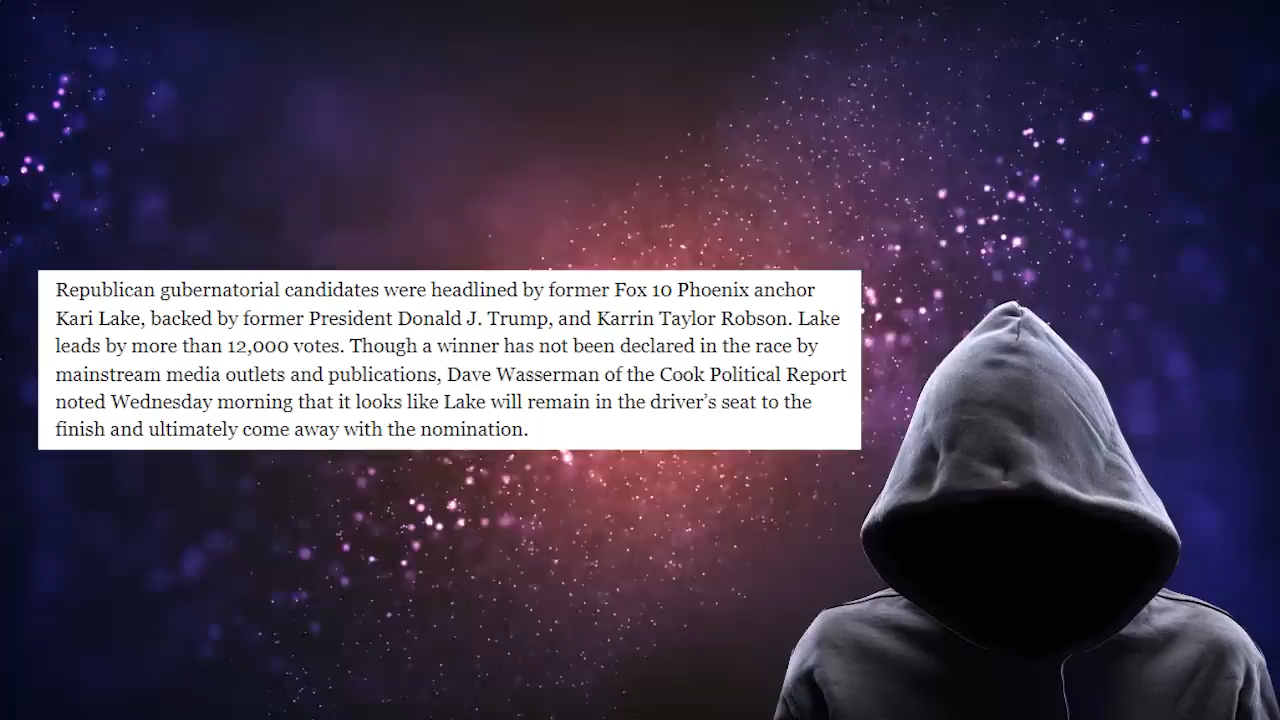 Republican gubernatorial candidates were headlined by former Fox 10 Phoenix anchor
Kari Lake, backed by former President Donald J. Trump, and Karrin Taylor Robson. Lake
leads by more than 12,000 votes. Though a winner has not been declared in the race by
mainstream media outlets and publications, Dave Wasserman of the Cook Political Report
noted Wednesday morning that it looks like Lake will remain in the driver’s seat to the
finish and ultimately come away with the nomination.